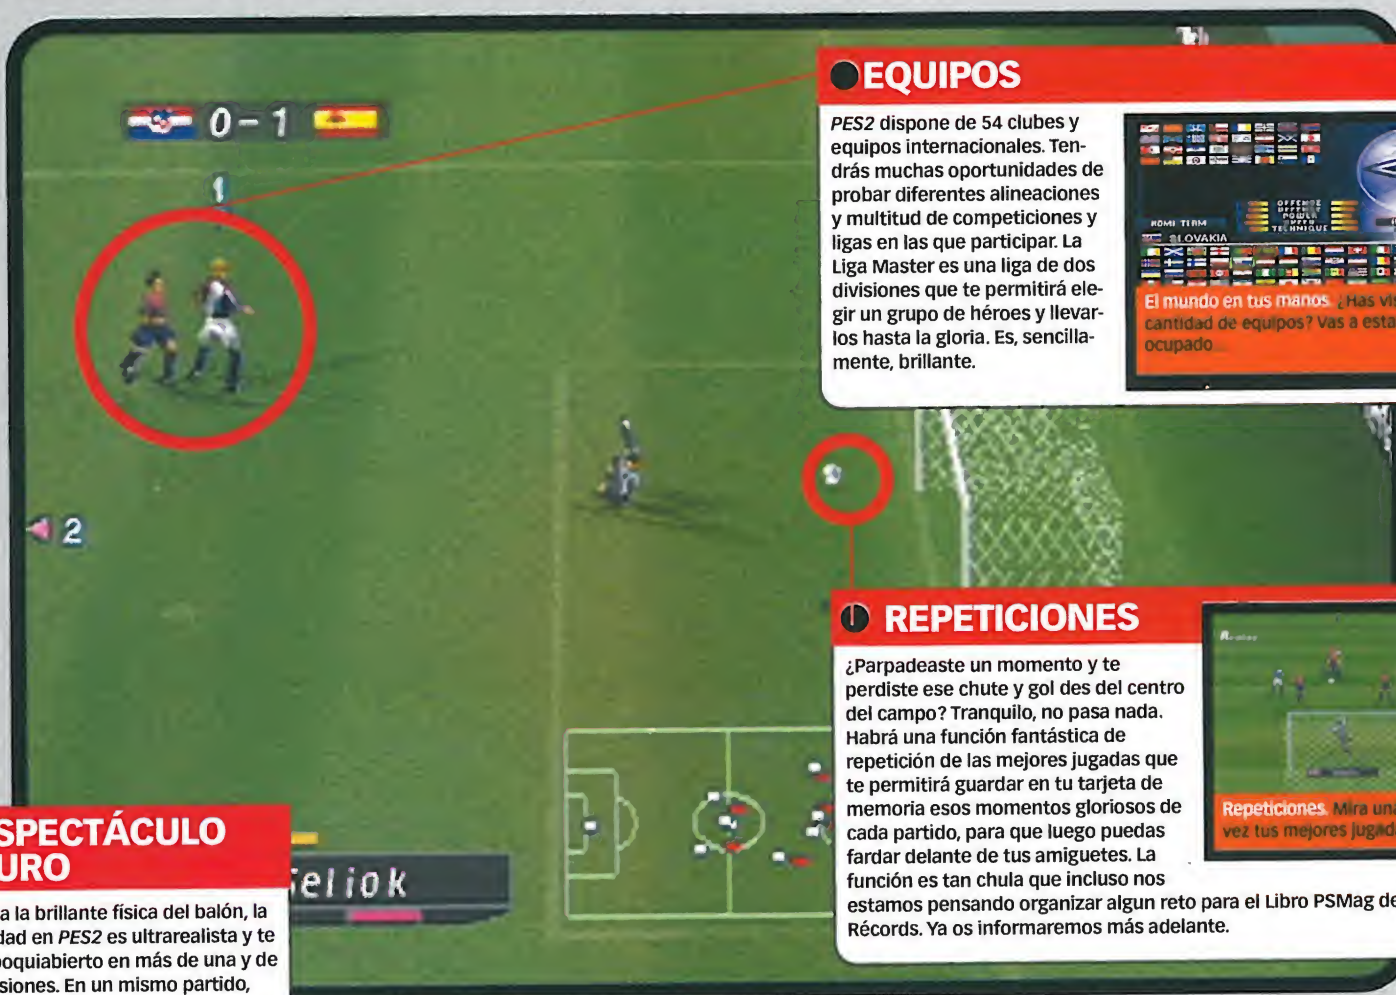 0-1
1
2
EQUIPOS
PES2 dispone de 54 clubes y
equipos internacionales. Ten-
drás muchas oportunidades de
probar diferentes alineaciones
y multitud de competiciones y
ligas en las que participar. La
Liga Master es una liga de dos
divisiones que te permitirá ele-
gir un grupo de héroes y llevar-
los hasta la gloria. Es, sencilla-
mente, brillante.
OFFENSE
DEFENSE
POWER
SPEED
TECHNIQUE
SLOVAKIA
El mundo en tus manos. ¿Has vis
cantidad de equipos? Vas a esta
ocupado...
REPETICIONES
¿Parpadeaste un momento y te
perdiste ese chute y gol des del centro
del campo? Tranquilo, no pasa nada.
Habrá una función fantástica de
repetición de las mejores jugadas que
te permitirá guardar en tu tarjeta de
memoria esos momentos gloriosos de
cada partido, para que luego puedas
fardar delante de tus amiguetes. La
función es tan chula que incluso nos
estamos pensando organizar algun reto para el Libro PSMag de
Récords. Ya os informaremos más adelante.
Repeticiones. Mira una
vez tus mejores jugad
SPECTÁCULO
URO
a la brillante física del balón, la
dad en PES2 es ultrarealista y te
boquiabierto en más de una y de
siones. En un mismo partido,
eliok